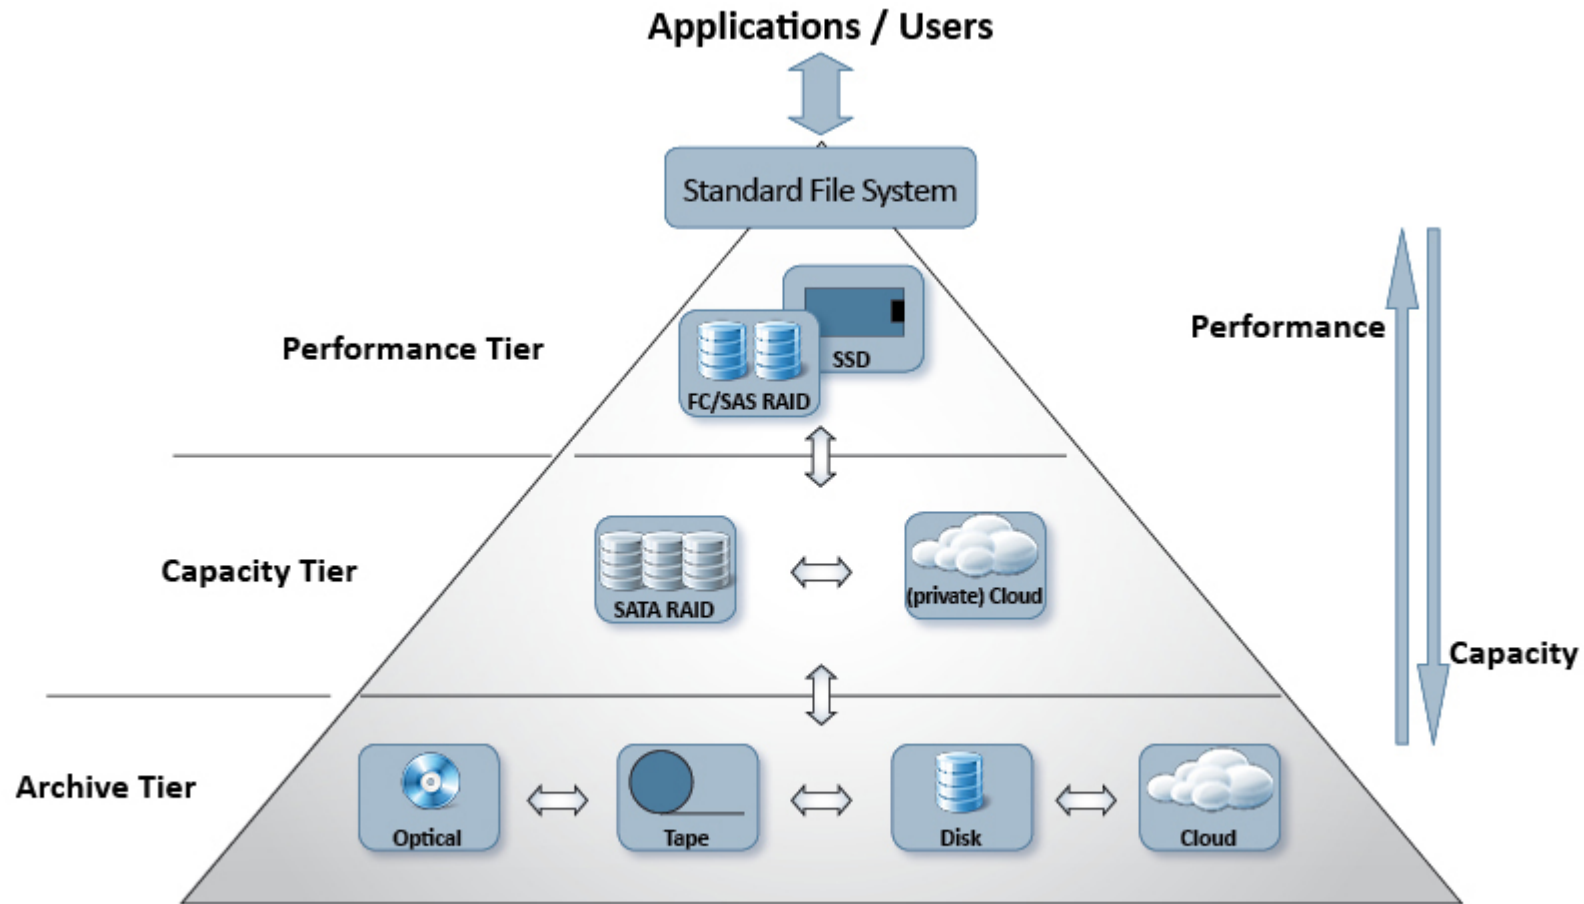 Applications / Users
Standard File System
Performance Tier
SSD
FC/SAS RAID
Performance
Capacity Tier
SATA RAID
(private) Cloud
Capacity
Archive Tier
Optical
Tape
Disk
Cloud